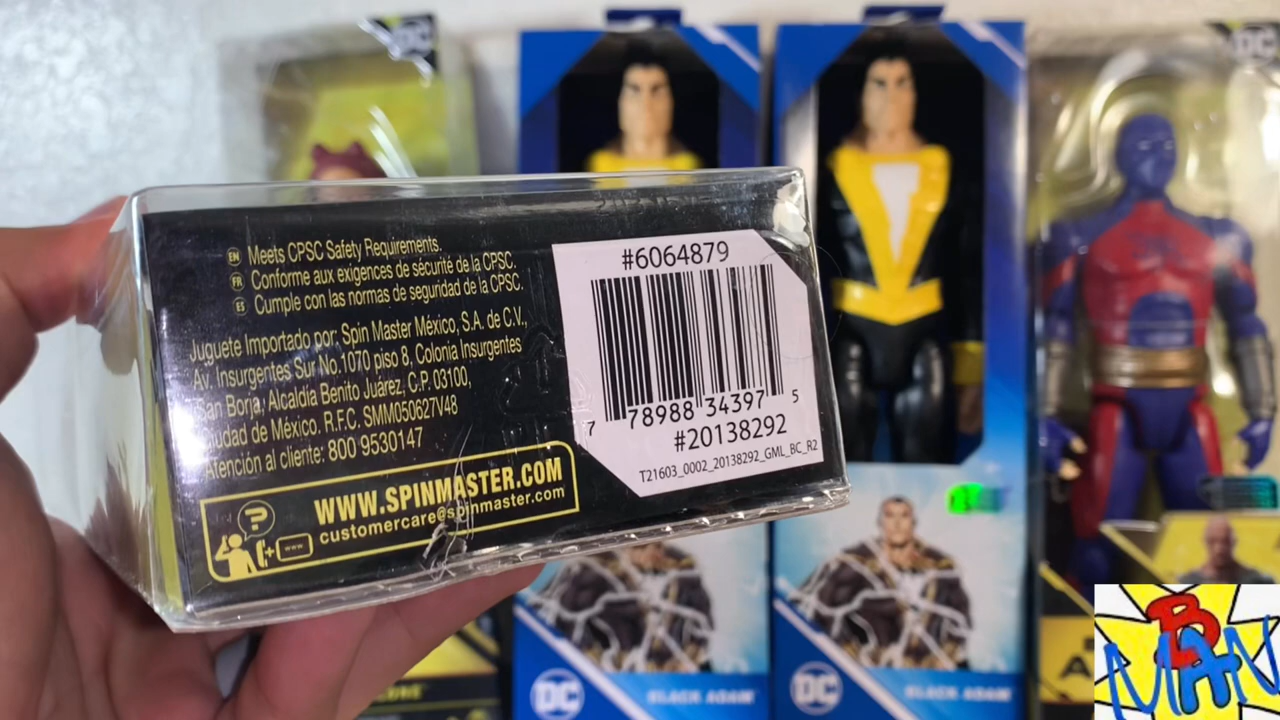 DC
DC
EN Meets CPSC Safety Requirements.
FR Conforme aux exigences de sécurité de la CPSC.
ES Cumple con las normas de seguridad de la CPSC.
Juguete Importado por: Spin Master México, S.A. de C.V.,
Av. Insurgentes Sur No. 1070 piso 8, Colonia Insurgentes
San Borja, Alcaldía Benito Juárez, C.P. 03100,
Ciudad de México. R.F.C. SMM050627V48
Atención al cliente: 800 9530147
WWW.SPINMASTER.COM
customercare@spinmaster.com
www
#6064879
7 78988 34397 5
#20138292
T21603_0002_20138292_GML_BC_R2
DC
BLACK ADAM
DC
BLACK ADAM
B
MAN